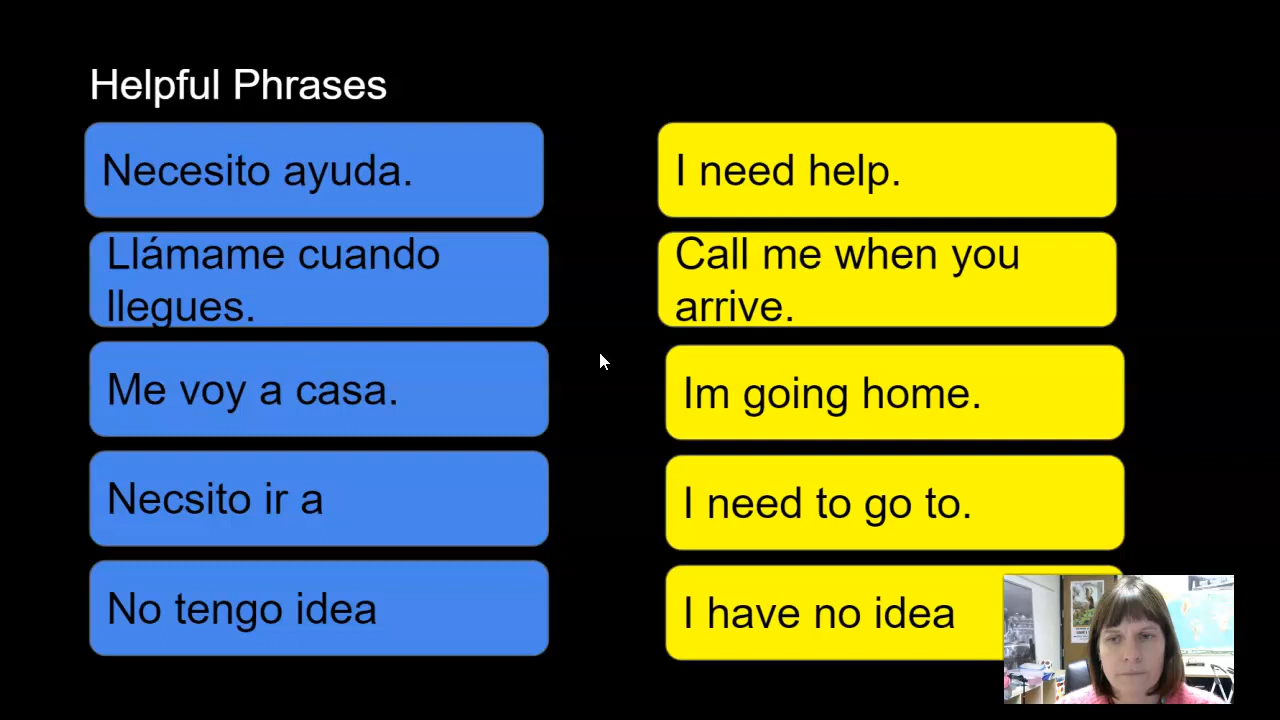 Helpful Phrases
Necesito ayuda.
I need help.
Llámame cuando
llegues.
Call me when you
arrive.
Me voy a casa.
Im going home.
Necsito ir a
I need to go to.
No tengo idea
I have no idea